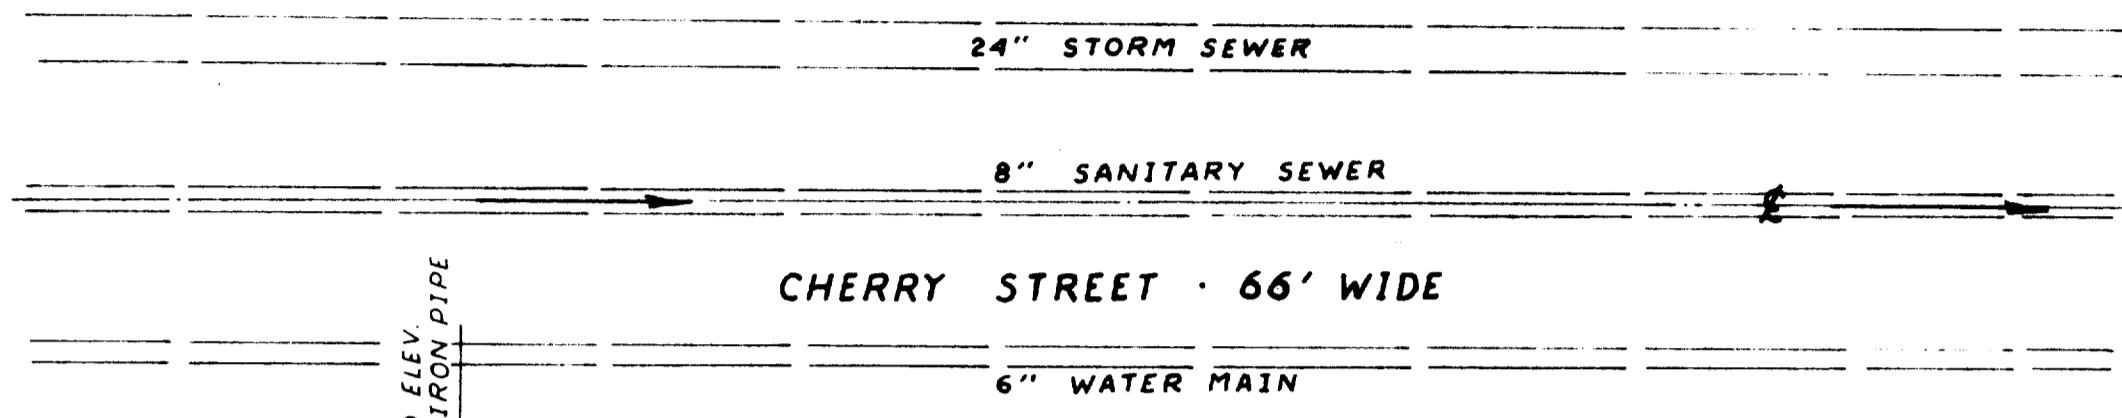 24" STORM SEWER
8" SANITARY SEWER
℄
CHERRY STREET · 66' WIDE
ELEV.
IRON PIPE
6" WATER MAIN